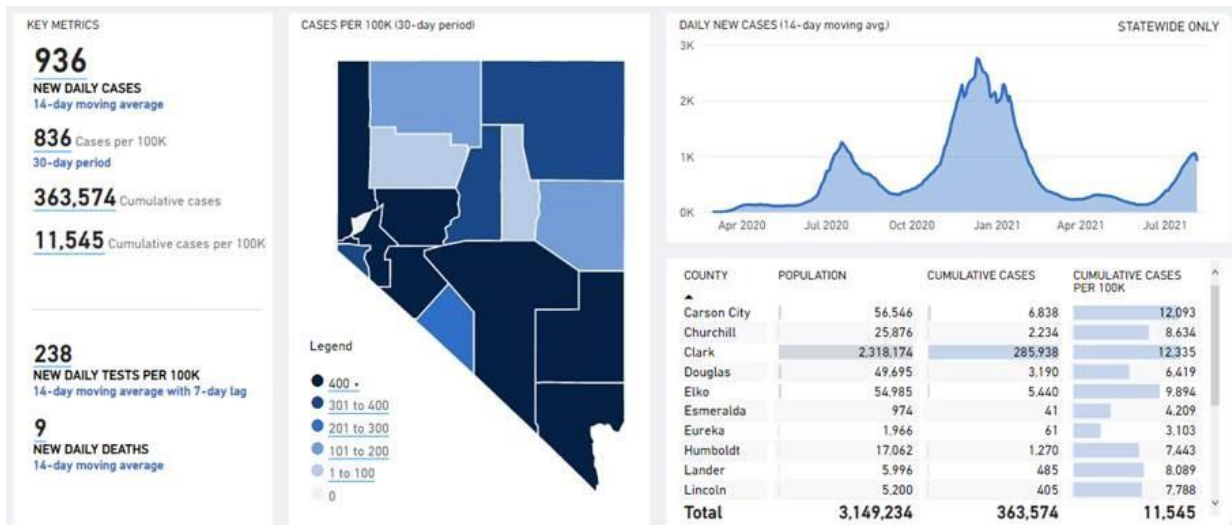 KEY METRICS
936
NEW DAILY CASES
14-day moving average
836 Cases per 100K
30-day period
363,574 Cumulative cases
11,545 Cumulative cases per 100K
238
NEW DAILY TESTS PER 100K
14-day moving average with 7-day lag
9
NEW DAILY DEATHS
14-day moving average
CASES PER 100K (30-day period)
Legend
400 +
301 to 400
201 to 300
101 to 200
1 to 100
0
DAILY NEW CASES (14-day moving avg.) STATEWIDE ONLY
3K
2K
1K
0K
Apr 2020 Jul 2020 Oct 2020 Jan 2021 Apr 2021 Jul 2021
COUNTY POPULATION CUMULATIVE CASES CUMULATIVE CASES
PER 100K
Carson City 56,546 6,838 12,093
Churchill 25,876 2,234 8,634
Clark 2,318,174 285,938 12,335
Douglas 49,695 3,190 6,419
Elko 54,985 5,440 9,894
Esmeralda 974 41 4,209
Eureka 1,966 61 3,103
Humboldt 17,062 1,270 7,443
Lander 5,996 485 8,089
Lincoln 5,200 405 7,788
Total 3,149,234 363,574 11,545